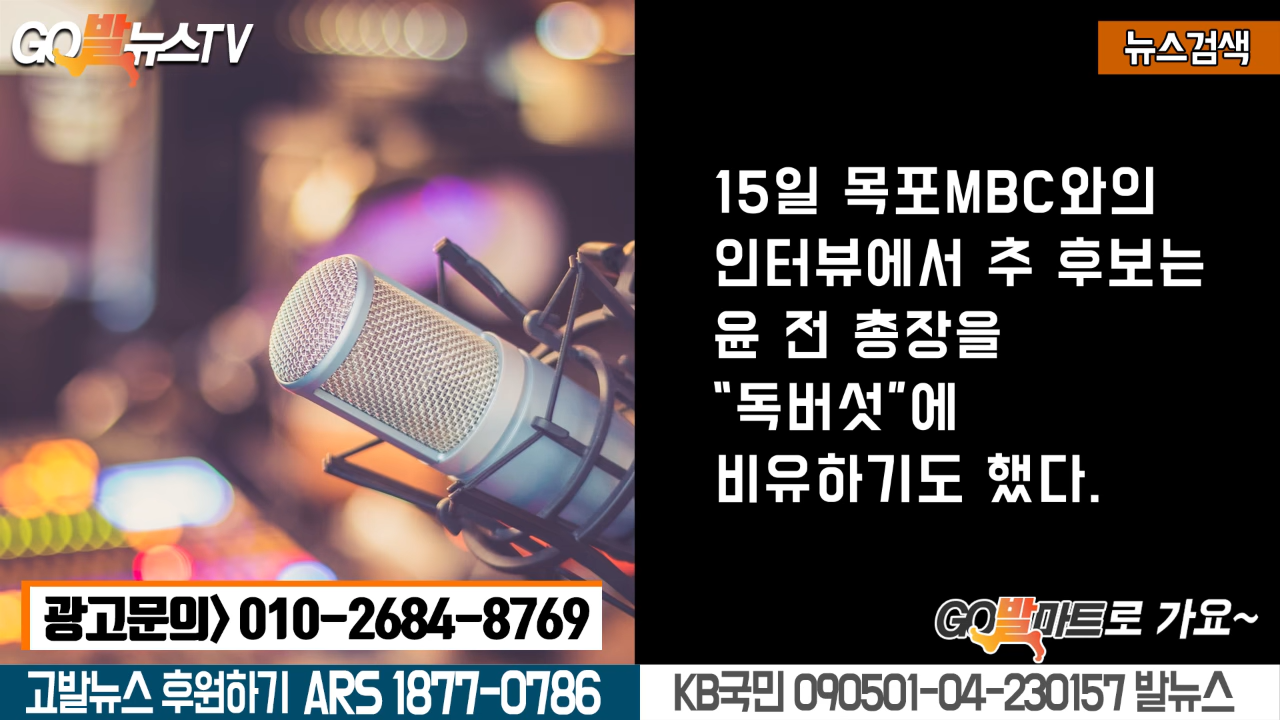 GO발뉴스TV
뉴스검색
15일 목포MBC와의
인터뷰에서 추 후보는
윤 전 총장을
"독버섯"에
비유하기도 했다.
광고문의> 010-2684-8769
GO발마트로 가요~
고발뉴스 후원하기 ARS 1877-0786
KB국민 090501-04-230157 발뉴스